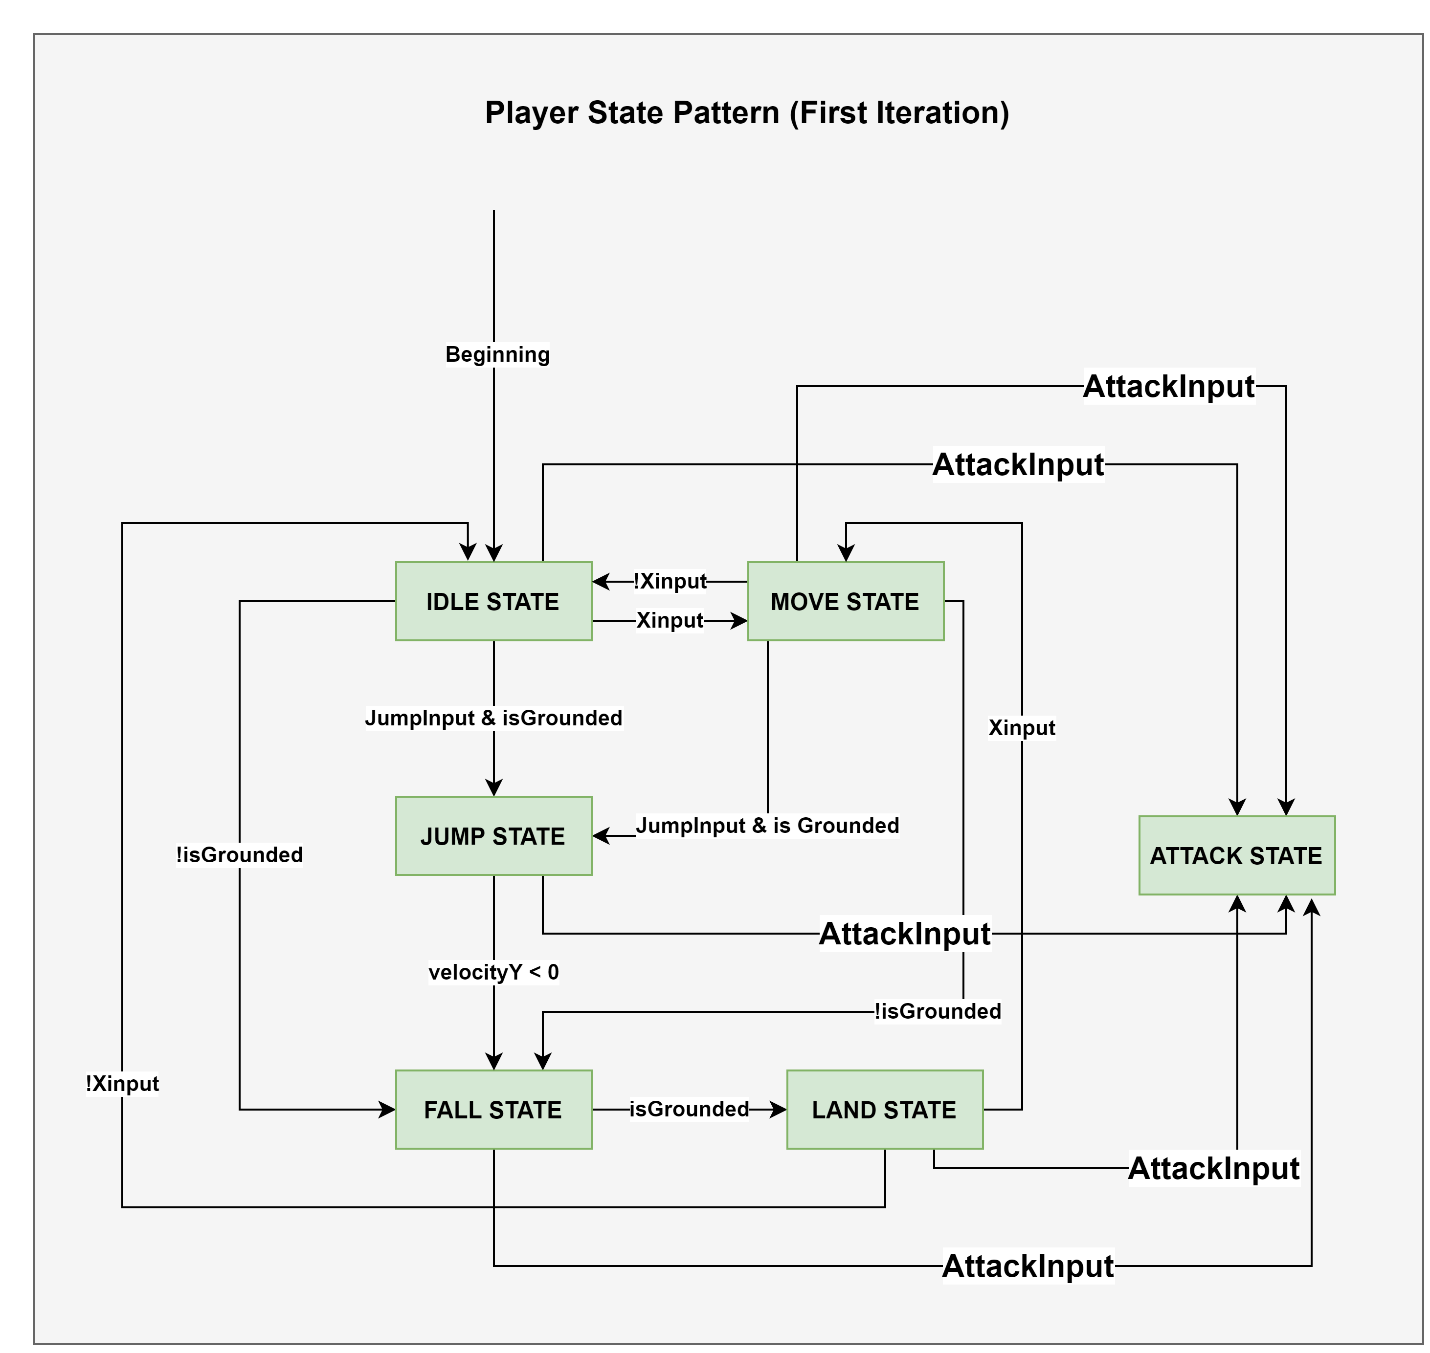 Player State Pattern (First Iteration)
Beginning
AttackInput
AttackInput
!Xinput
IDLE STATE
MOVE STATE
Xinput
JumpInput & isGrounded
Xinput
JumpInput & is Grounded
JUMP STATE
!isGrounded
ATTACK STATE
AttackInput
velocityY < 0
!isGrounded
!Xinput
FALL STATE
isGrounded
LAND STATE
AttackInput
AttackInput